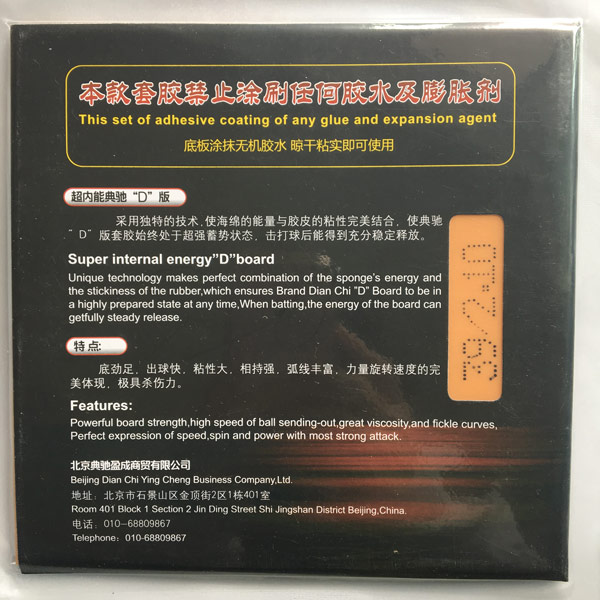 本款套胶禁止涂刷任何胶水及膨胀剂
This set of adhesive coating of any glue and expansion agent
底板涂抹无机胶水 晾干粘实即可使用
超内能典驰“D”版
采用独特的技术,使海绵的能量与胶皮的粘性完美结合，使典驰
“D”版套胶始终处于超强蓄势状态，击打球后能得到充分稳定释放。
Super internal energy”D”board
Unique technology makes perfect combination of the sponge’s energy and
the stickiness of the rubber,which ensures Brand Dian Chi ”D” Board to be in
a highly prepared state at any time,When batting,the energy of the board can
getfully steady release.
39/2.10
特点:
底劲足，出球快，粘性大，相持强，弧线丰富，力量旋转速度的完
美体现，极具杀伤力。
Features:
Powerful board strength,high speed of ball sending-out,great viscosity,and fickle curves,
Perfect expression of speed,spin and power with most strong attack.
北京典驰盈成商贸有限公司
Beijing Dian Chi Ying Cheng Business Company,Ltd.
地址：北京市石景山区金顶街2区1栋401室
Room 401 Block 1 Section 2 Jin Ding Street Shi Jingshan District Beijing,China.
电话：010-68809867
Telephone：010-68809867